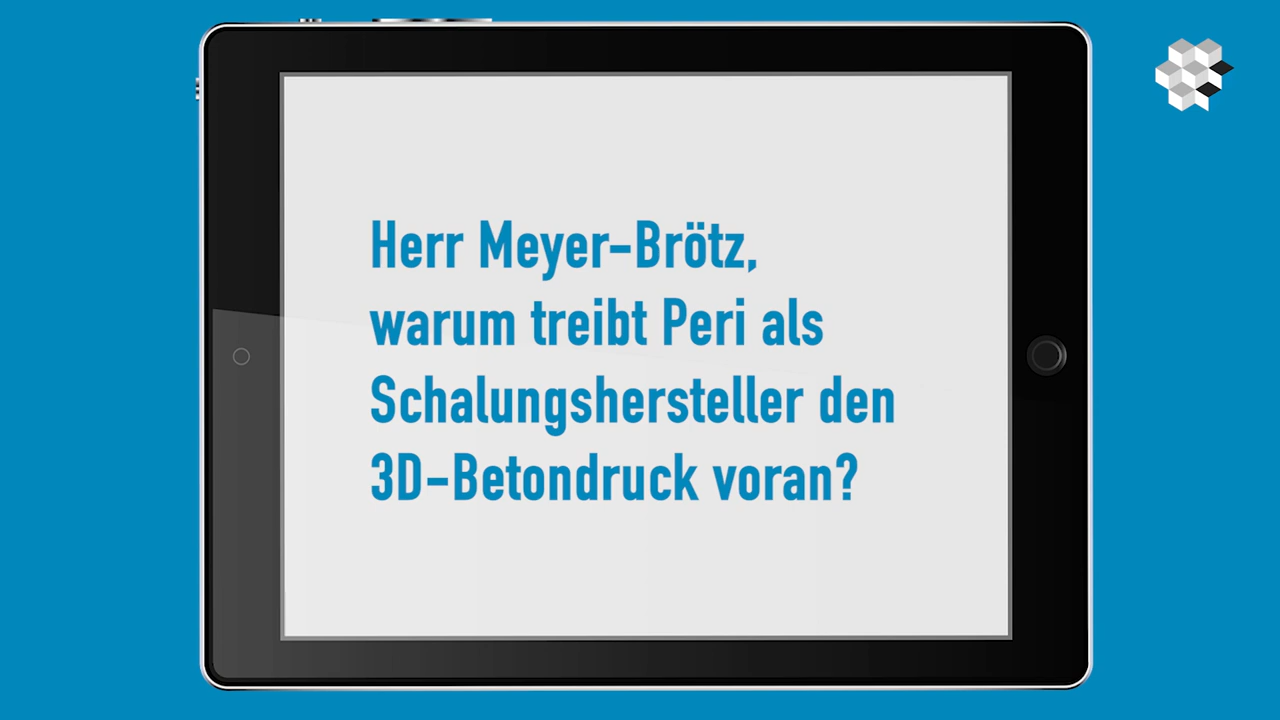 Herr Meyer-Brötz,
warum treibt Peri als
Schalungshersteller den
3D-Betondruck voran?